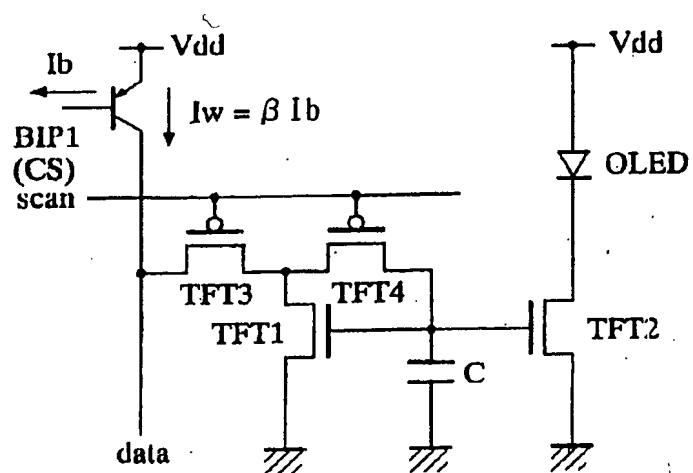 Vdd
Vdd
Ib
Iw = β Ib
BIP1
(CS)
scan
OLED
TFT3
TFT4
TFT1
TFT2
C
data